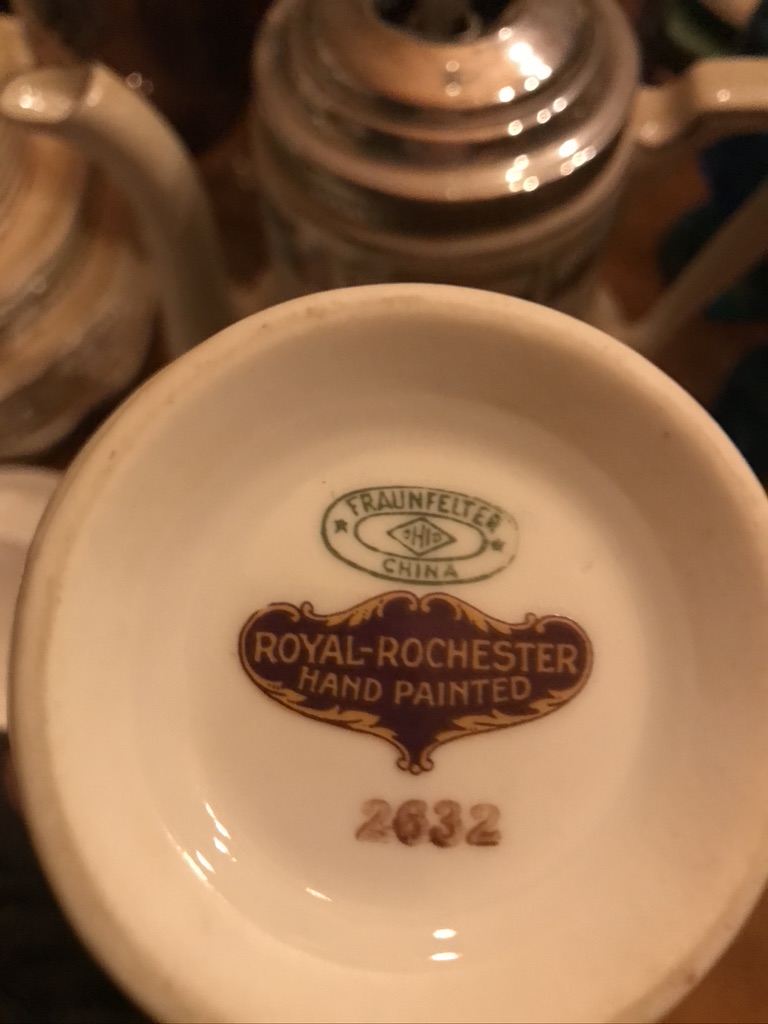 FRAUNFELTER
OHIO
CHINA
ROYAL-ROCHESTER
HAND PAINTED
2632